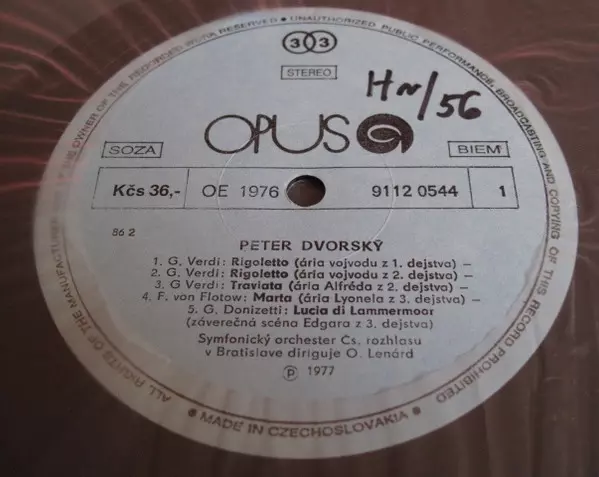 ALL RIGHTS OF THE MANUFACTURER AND OF THE OWNER OF THE RECORDED WORK RESERVED • UNAUTHORIZED PUBLIC PERFORMANCE, BROADCASTING AND COPYING OF THIS RECORD PROHIBITED
33
STEREO
Hn/56
OPUS
SOZA
BIEM
Kčs 36,- OE 1976 9112 0544 1
86 2
PETER DVORSKÝ
1. G. Verdi: Rigoletto (ária vojvodu z 1. dejstva) –
2. G. Verdi: Rigoletto (ária vojvodu z 2. dejstva) –
3. G Verdi: Traviata (ária Alfréda z 2. dejstva) –
4. F. von Flotow: Marta (ária Lyonela z 3. dejstva) –
5. G. Donizetti: Lucia di Lammermoor
(záverečná scéna Edgara z 3. dejstva)
Symfonický orchester Čs. rozhlasu
v Bratislave diriguje O. Lenárd
℗ 1977
• MADE IN CZECHOSLOVAKIA •